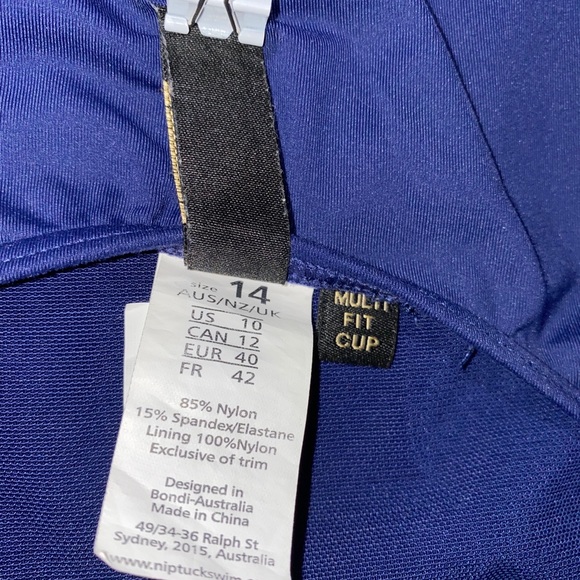 size 14
AUS/NZ/UK
US 10
CAN 12
EUR 40
FR 42
85% Nylon
15% Spandex/Elastane
Lining 100%Nylon
Exclusive of trim
Designed in
Bondi-Australia
Made in China
49/34-36 Ralph St
Sydney, 2015, Australia
www.niptuckswim
MULTI
FIT
CUP